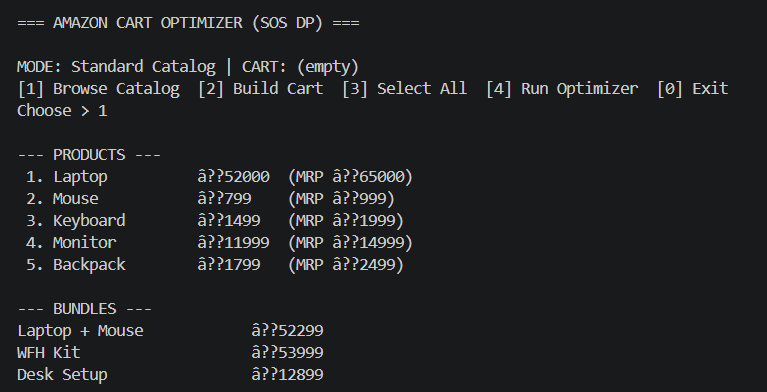 === AMAZON CART OPTIMIZER (SOS DP) ===
MODE: Standard Catalog | CART: (empty)
[1] Browse Catalog  [2] Build Cart  [3] Select All  [4] Run Optimizer  [0] Exit
Choose > 1
--- PRODUCTS ---
1. Laptop          â??52000  (MRP â??65000)
2. Mouse           â??799    (MRP â??999)
3. Keyboard        â??1499   (MRP â??1999)
4. Monitor         â??11999  (MRP â??14999)
5. Backpack        â??1799   (MRP â??2499)
--- BUNDLES ---
Laptop + Mouse            â??52299
WFH Kit                   â??53999
Desk Setup                â??12899